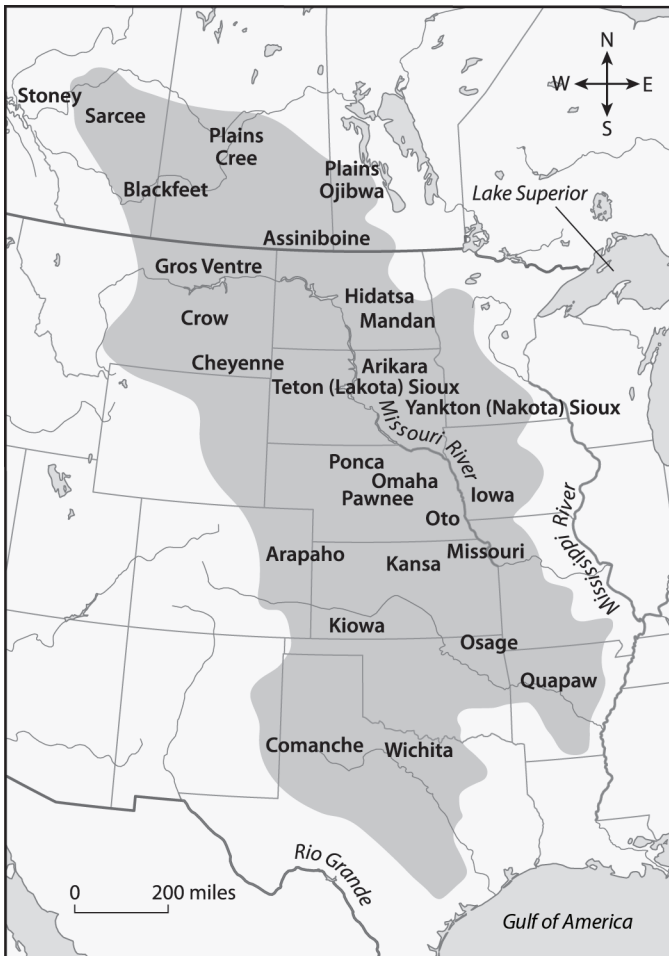 N
W E
S
Stoney
Sarcee
Plains
Cree
Plains
Ojibwa
Blackfeet
Lake Superior
Assiniboine
Gros Ventre
Hidatsa
Crow
Mandan
Cheyenne
Arikara
Teton (Lakota) Sioux
Yankton (Nakota) Sioux
Missouri River
Ponca
Omaha
Pawnee
Iowa
Oto
Mississippi River
Arapaho
Missouri
Kansa
Kiowa
Osage
Quapaw
Comanche
Wichita
Rio Grande
0 200 miles
Gulf of America